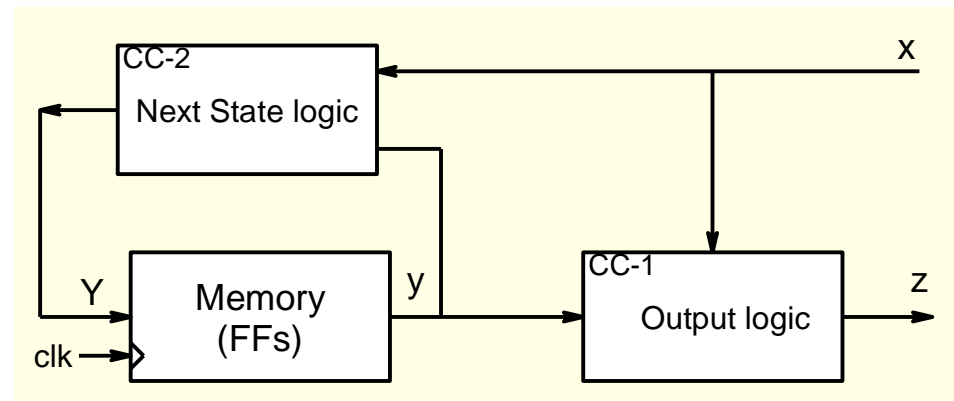 CC-2
Next State logic
x
Y
Memory
(FFs)
y
clk
CC-1
Output logic
z